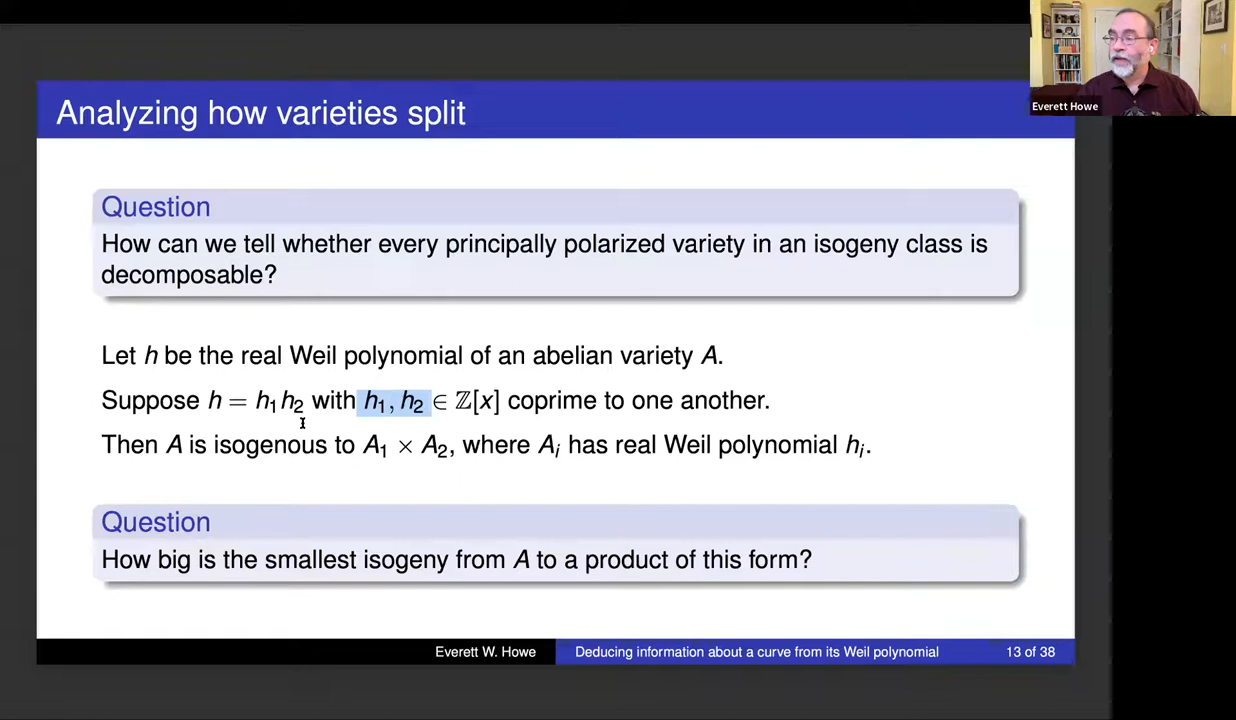 Everett Howe
Analyzing how varieties split
Question
How can we tell whether every principally polarized variety in an isogeny class is
decomposable?
Let h be the real Weil polynomial of an abelian variety A.
Suppose h = h₁h₂ with h₁, h₂ ∈ ℤ[x] coprime to one another.
Then A is isogenous to A₁ × A₂, where Aᵢ has real Weil polynomial hᵢ.
Question
How big is the smallest isogeny from A to a product of this form?
Everett W. Howe Deducing information about a curve from its Weil polynomial 13 of 38